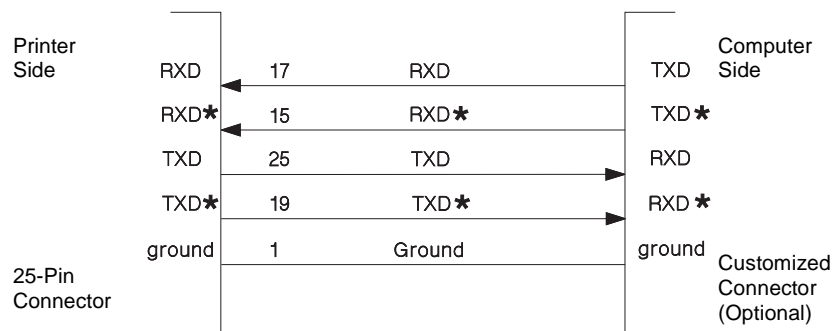 Printer Side
Computer Side
RXD 17 RXD TXD
RXD* 15 RXD* TXD*
TXD 25 TXD RXD
TXD* 19 TXD* RXD*
ground 1 Ground ground
25-Pin Connector
Customized Connector (Optional)